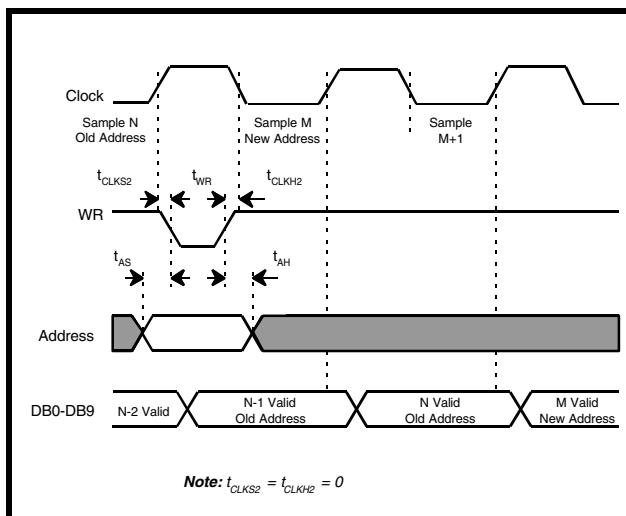 Clock
Sample N
Old Address
Sample M
New Address
Sample
M+1
tCLKS2
tWR
tCLKH2
WR
tAS
tAH
Address
DB0-DB9
N-2 Valid
N-1 Valid
Old Address
N Valid
Old Address
M Valid
New Address
Note: tCLKS2 = tCLKH2 = 0